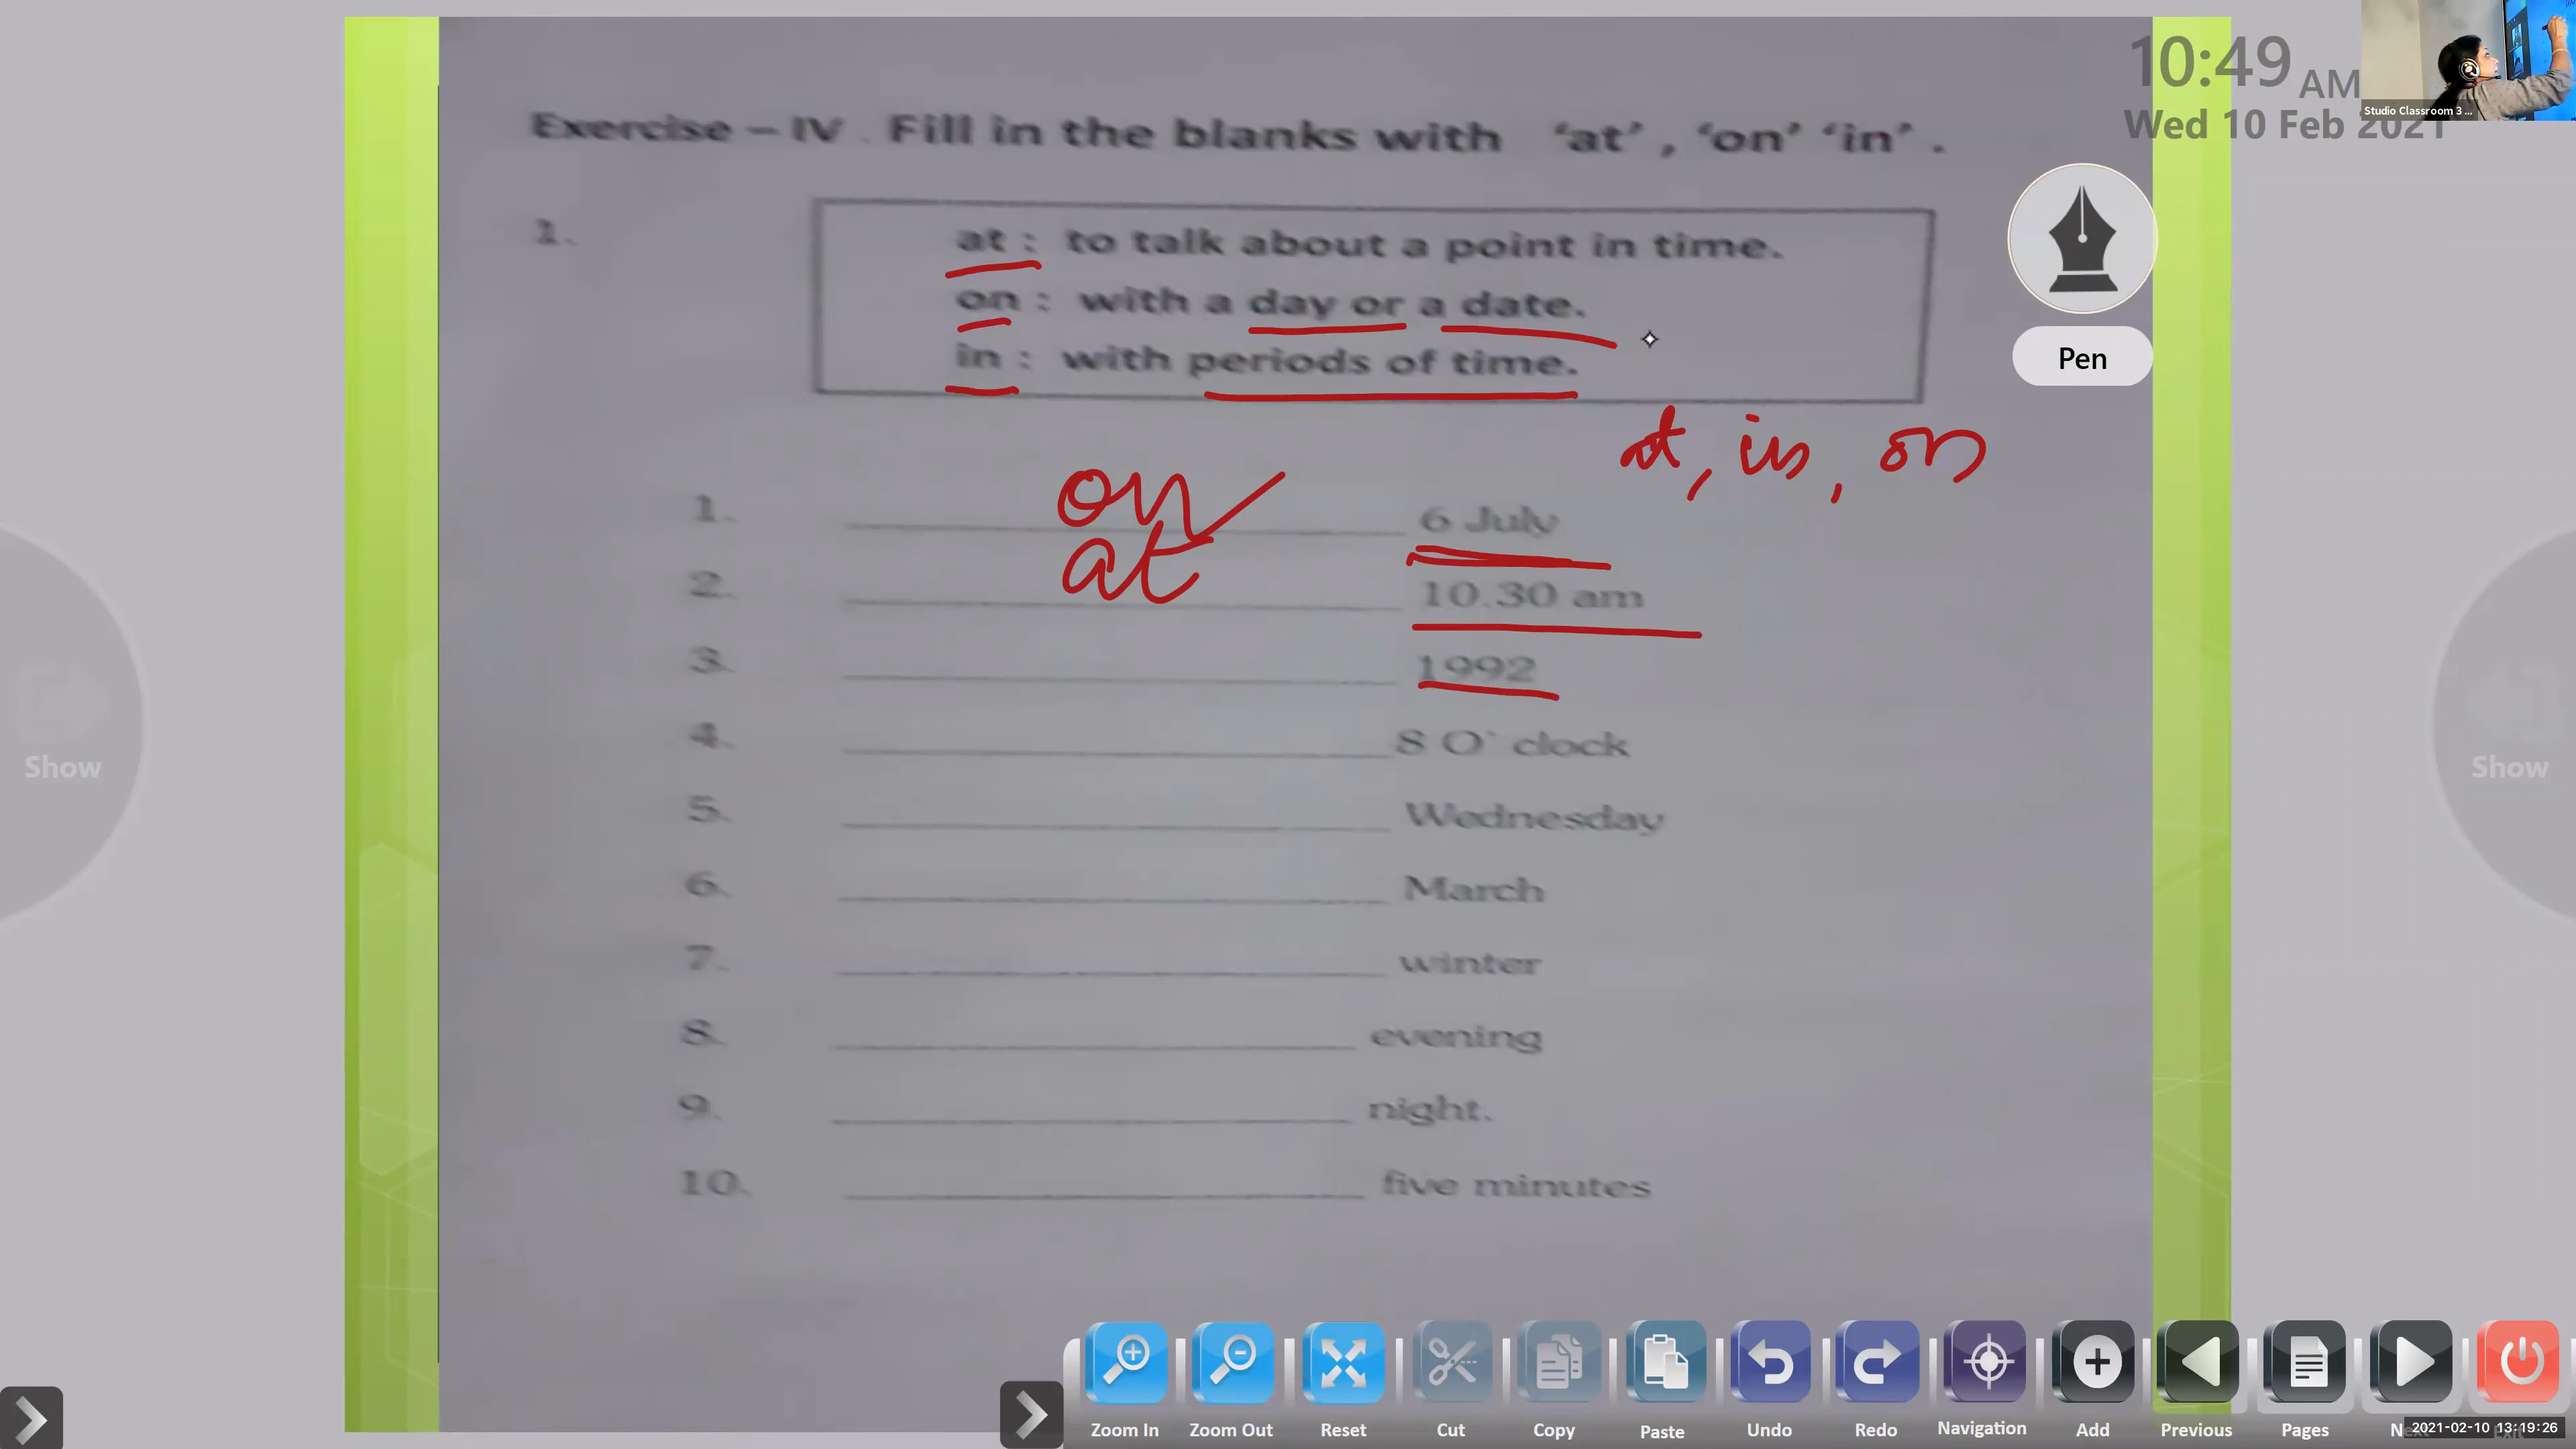 10:49 AM
Wed 10 Feb 2021
Studio Classroom 3 ...
Exercise – IV . Fill in the blanks with ‘at’ , ‘on’ ‘in’ .
1.
at : to talk about a point in time.
on : with a day or a date.
in : with periods of time.
Pen
at, in, on
1. on 6 July
2. at 10.30 am
3. 1992
4. 8 O' clock
5. Wednesday
6. March
7. winter
8. evening
9. night.
10. five minutes
Show
Show
Zoom In Zoom Out Reset Cut Copy Paste Undo Redo Navigation Add Previous Pages
2021-02-10 13:19:26